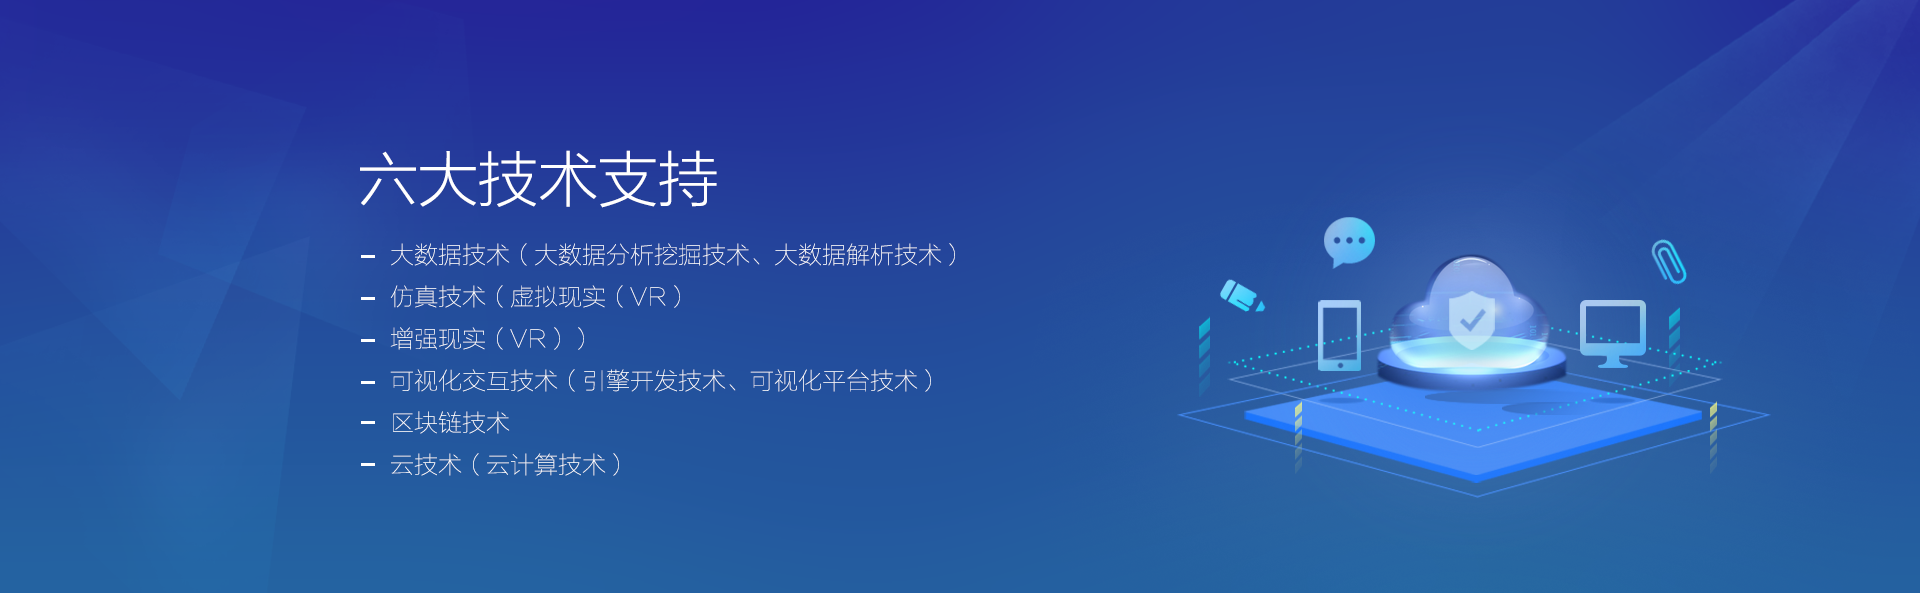 六大技术支持
大数据技术（大数据分析挖掘技术、大数据解析技术）
仿真技术（虚拟现实（VR）
增强现实（VR））
可视化交互技术（引擎开发技术、可视化平台技术）
区块链技术
云技术（云计算技术）